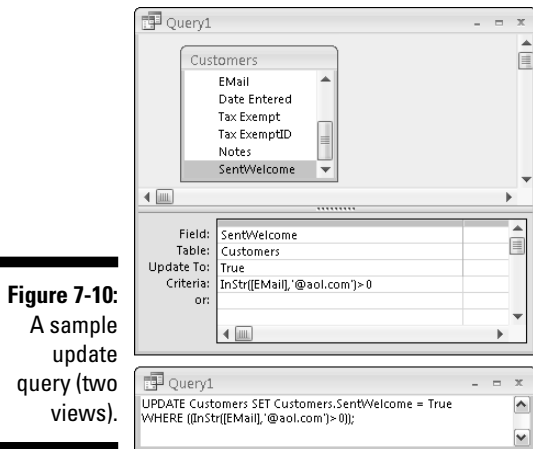 Query1
Customers
EMail
Date Entered
Tax Exempt
Tax ExemptID
Notes
SentWelcome
Field: SentWelcome
Table: Customers
Update To: True
Criteria: InStr([EMail],'@aol.com')>0
or:
Figure 7-10:
A sample
update
query (two
views).
Query1
UPDATE Customers SET Customers.SentWelcome = True
WHERE ((InStr([EMail],'@aol.com')>0));